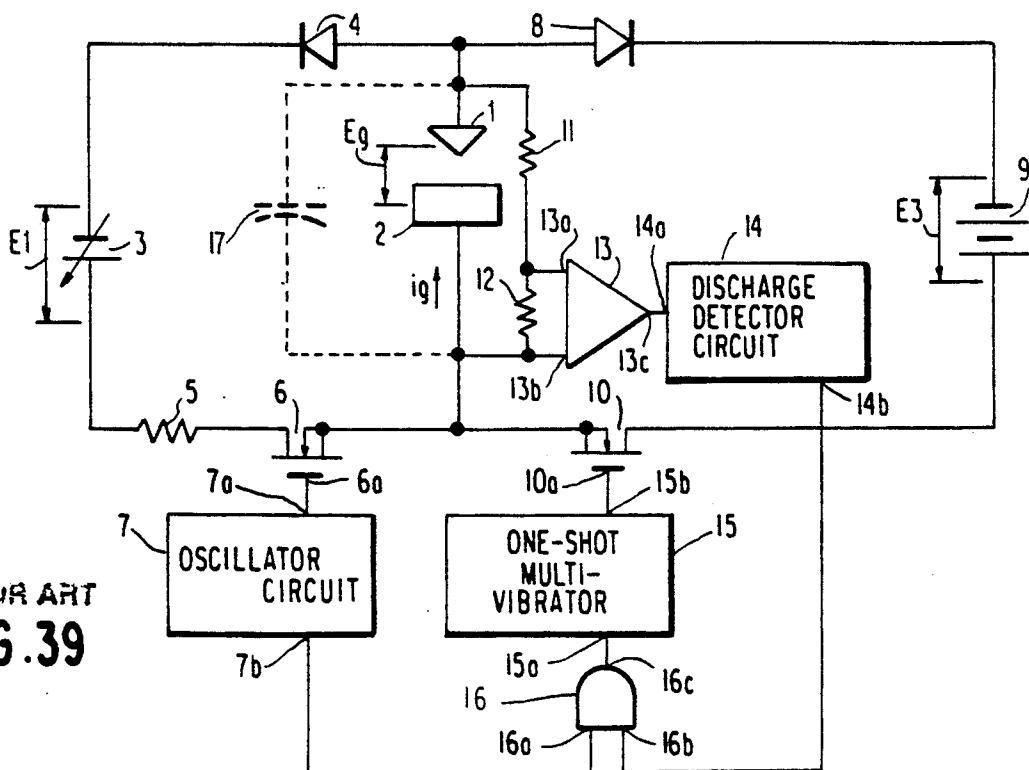 4
8
1
11
Eg
9
E1
3
17
2
13a
13
14a
14
E3
ig
12
DISCHARGE
DETECTOR
CIRCUIT
13b
13c
14b
5
6
10
7a
6a
10a
15b
7
OSCILLATOR
CIRCUIT
ONE-SHOT
MULTI-
VIBRATOR
15
ART
.39
7b
15a
16c
16
16a
16b